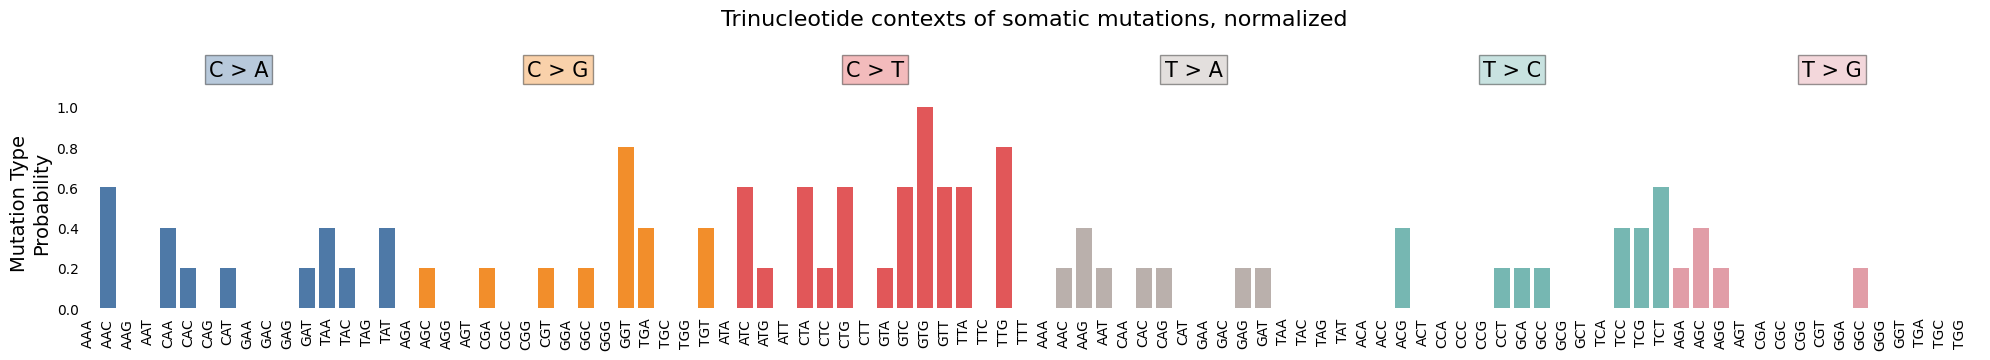 Trinucleotide contexts of somatic mutations, normalized
C > A
C > G
C > T
T > A
T > C
T > G
Mutation Type
Probability
1.0
0.8
0.6
0.4
0.2
0.0
AAA
AAC
AAG
AAT
CAA
CAC
CAG
CAT
GAA
GAC
GAG
GAT
TAA
TAC
TAG
TAT
AGA
AGC
AGG
AGT
CGA
CGC
CGG
CGT
GGA
GGC
GGG
GGT
TGA
TGC
TGG
TGT
ATA
ATC
ATG
ATT
CTA
CTC
CTG
CTT
GTA
GTC
GTG
GTT
TTA
TTC
TTG
TTT
AAA
AAC
AAG
AAT
CAA
CAC
CAG
CAT
GAA
GAC
GAG
GAT
TAA
TAC
TAG
TAT
ACA
ACC
ACG
ACT
CCA
CCC
CCG
CCT
GCA
GCC
GCG
GCT
TCA
TCC
TCG
TCT
AGA
AGC
AGG
AGT
CGA
CGC
CGG
CGT
GGA
GGC
GGG
GGT
TGA
TGC
TGG